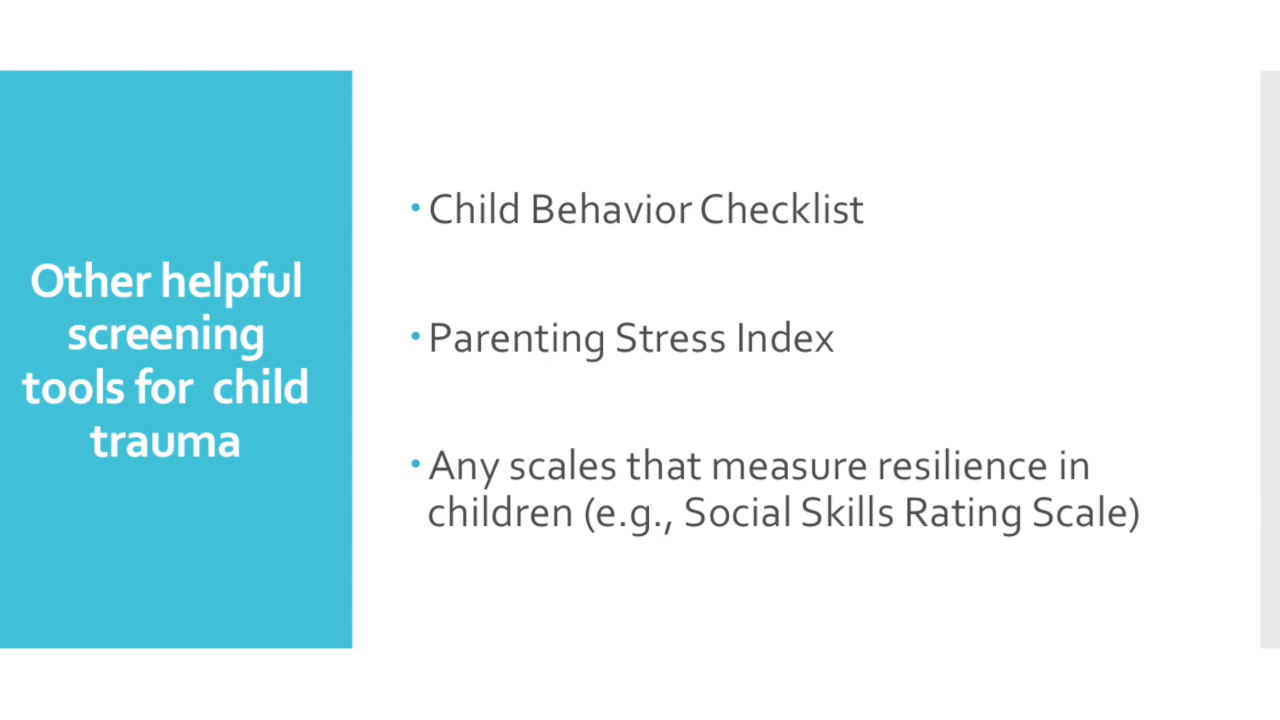 Other helpful
screening
tools for  child
trauma
• Child Behavior Checklist
• Parenting Stress Index
• Any scales that measure resilience in
children (e.g., Social Skills Rating Scale)